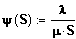 ψ(S) := λ / (μ · S)